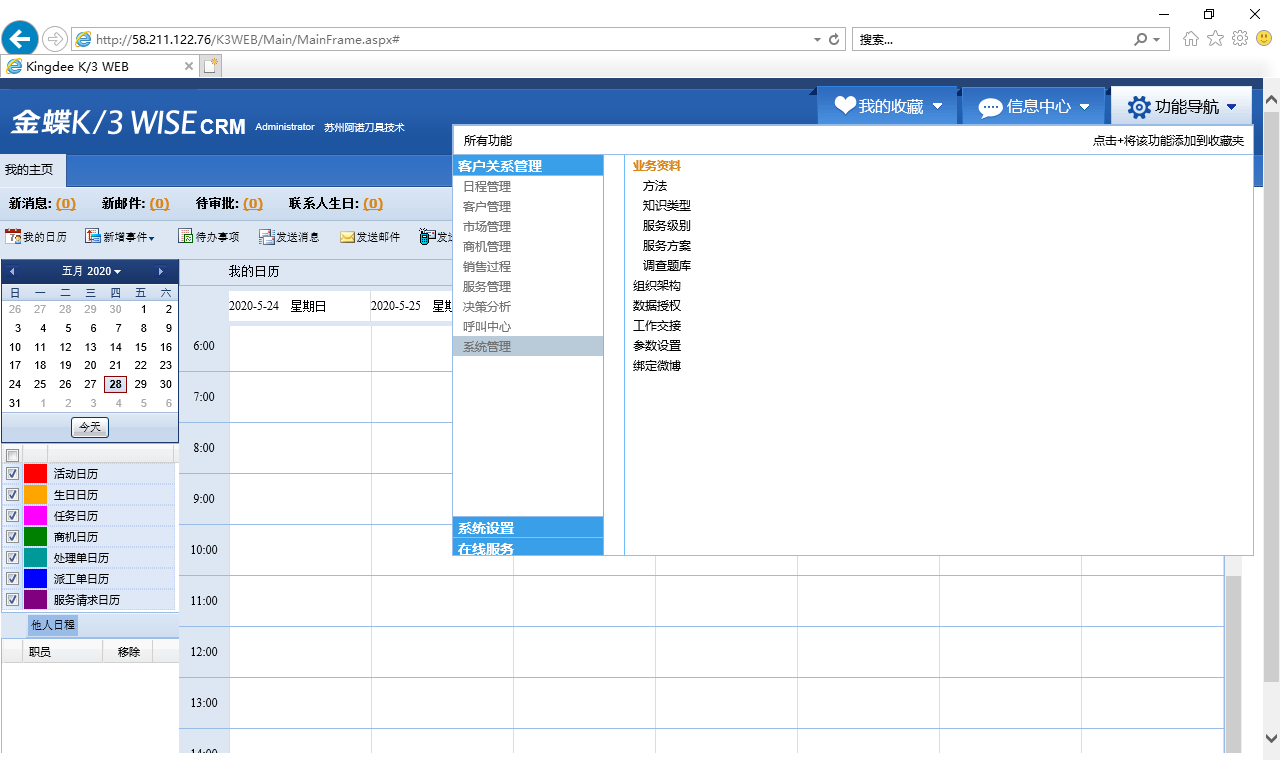 http://58.211.122.76/K3WEB/Main/MainFrame.aspx#
搜索...
Kingdee K/3 WEB
我的收藏 信息中心 功能导航
金蝶K/3 WISE CRM Administrator 苏州阿诺刀具技术
所有功能 点击+将该功能添加到收藏夹
我的主页
客户关系管理
日程管理
客户管理
市场管理
商机管理
销售过程
服务管理
决策分析
呼叫中心
系统管理
系统设置
在线服务
业务资料
方法
知识类型
服务级别
服务方案
调查题库
组织架构
数据授权
工作交接
参数设置
绑定微博
新消息: (0) 新邮件: (0) 待审批: (0) 联系人生日: (0)
我的日历 新增事件 待办事项 发送消息 发送邮件
五月 2020
日 一 二 三 四 五 六
26 27 28 29 30 1 2
3 4 5 6 7 8 9
10 11 12 13 14 15 16
17 18 19 20 21 22 23
24 25 26 27 28 29 30
31 1 2 3 4 5 6
今天
活动日历
生日日历
任务日历
商机日历
处理单日历
派工单日历
服务请求日历
他人日程
职员 移除
我的日历
2020-5-24 星期日 2020-5-25
6:00
7:00
8:00
9:00
10:00
11:00
12:00
13:00
14:00